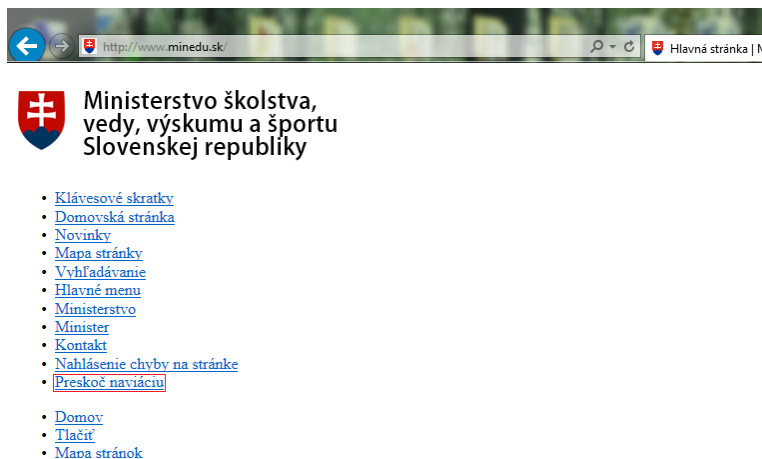 http://www.minedu.sk/
Hlavná stránka | M
Ministerstvo školstva,
vedy, výskumu a športu
Slovenskej republiky
Klávesové skratky
Domovská stránka
Novinky
Mapa stránky
Vyhľadávanie
Hlavné menu
Ministerstvo
Minister
Kontakt
Nahlásenie chyby na stránke
Preskoč naviáciu
Domov
Tlačiť
Mapa stránok